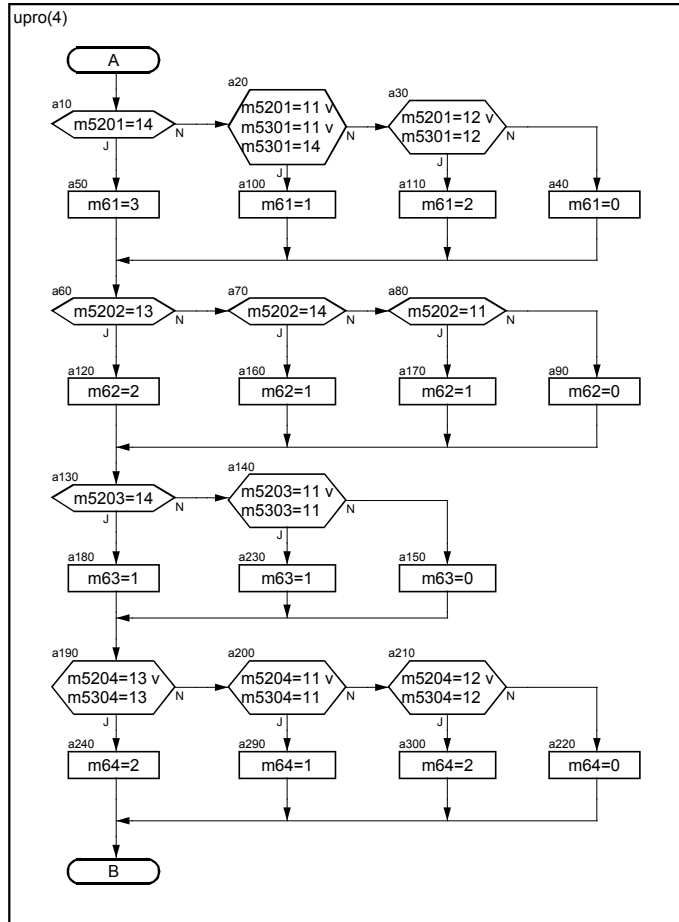 upro(4)
A
a10
m5201=14
N
J
a20
m5201=11 v
m5301=11 v
m5301=14
N
J
a30
m5201=12 v
m5301=12
N
J
a50
m61=3
a100
m61=1
a110
m61=2
a40
m61=0
a60
m5202=13
N
J
a70
m5202=14
N
J
a80
m5202=11
N
J
a120
m62=2
a160
m62=1
a170
m62=1
a90
m62=0
a130
m5203=14
N
J
a140
m5203=11 v
m5303=11
N
J
a180
m63=1
a230
m63=1
a150
m63=0
a190
m5204=13 v
m5304=13
N
J
a200
m5204=11 v
m5304=11
N
J
a210
m5204=12 v
m5304=12
N
J
a240
m64=2
a290
m64=1
a300
m64=2
a220
m64=0
B